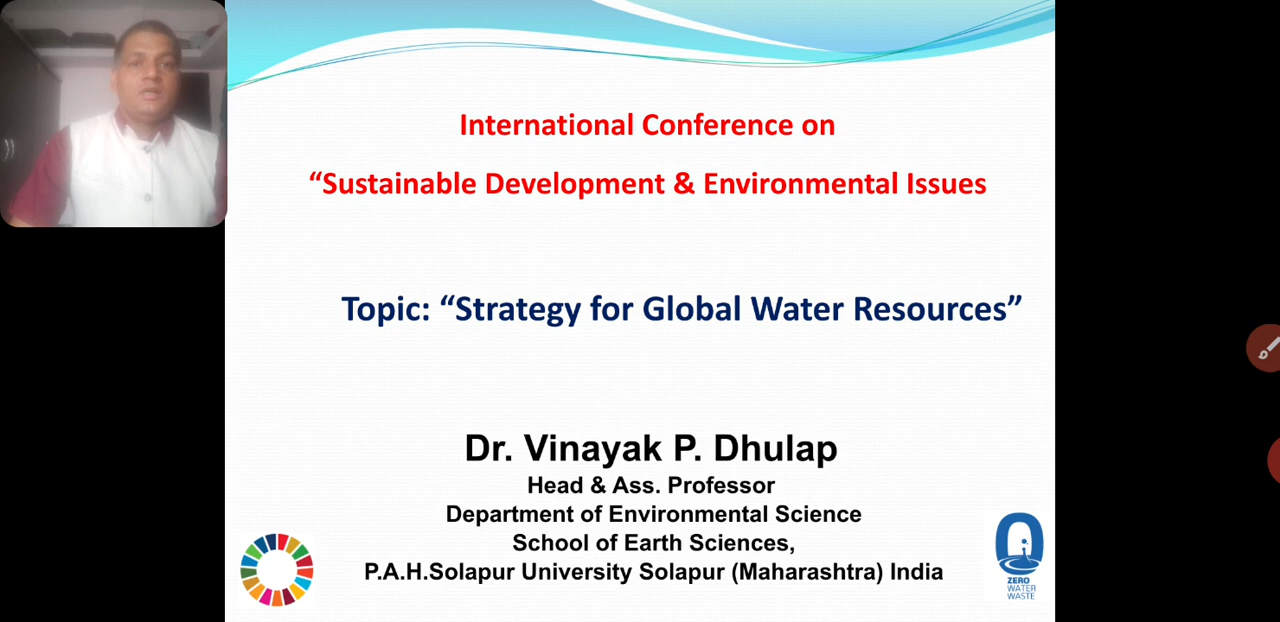 International Conference on
“Sustainable Development & Environmental Issues
Topic: “Strategy for Global Water Resources”
Dr. Vinayak P. Dhulap
Head & Ass. Professor
Department of Environmental Science
School of Earth Sciences,
P.A.H.Solapur University Solapur (Maharashtra) India
ZERO
WATER
WASTE